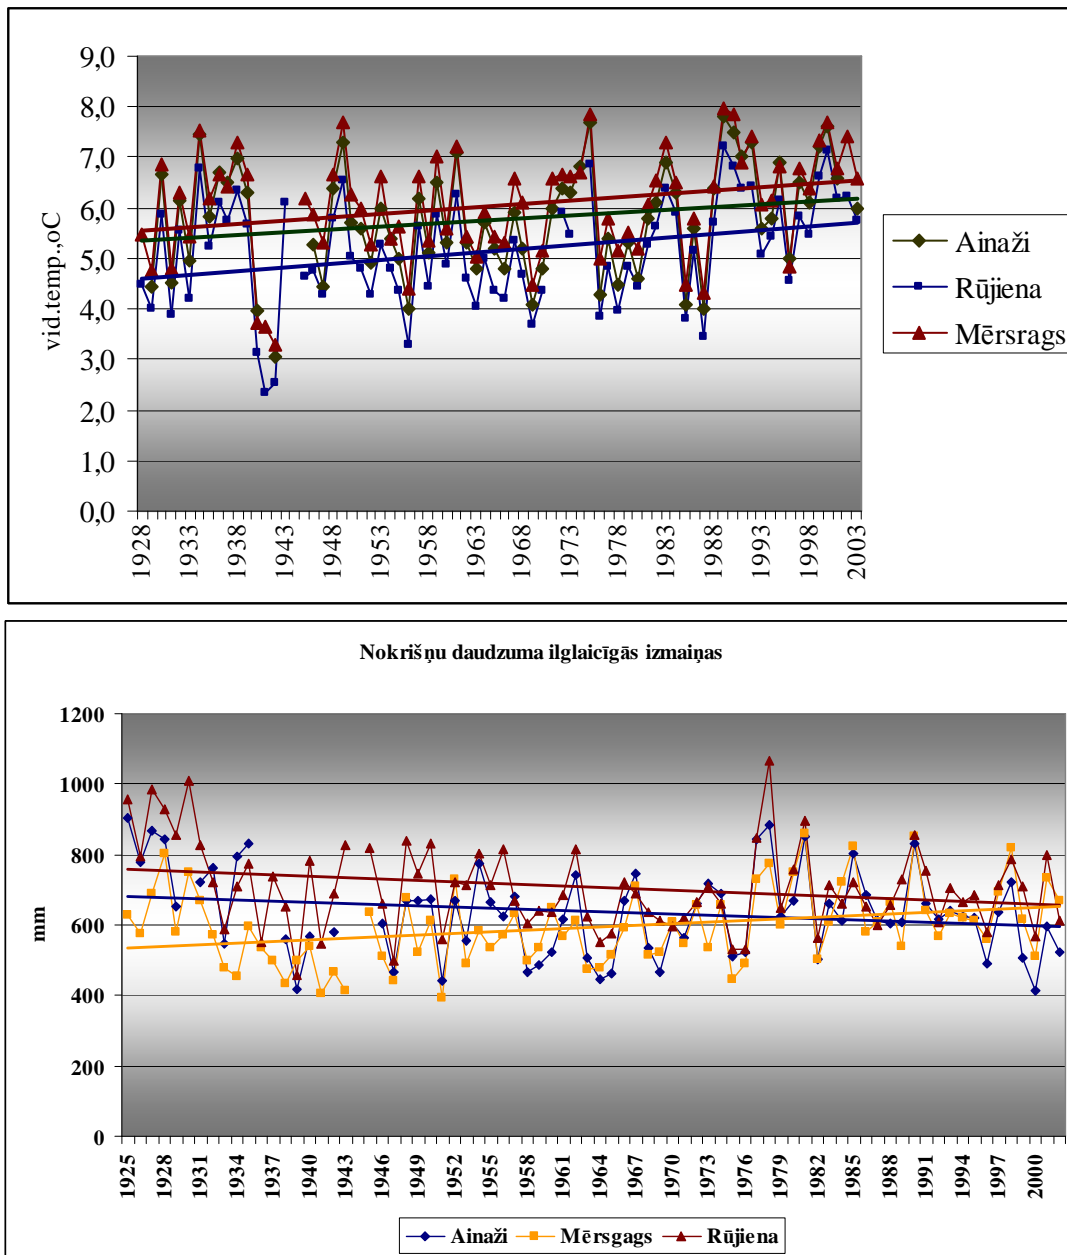 9,0
8,0
7,0
6,0
5,0
4,0
3,0
2,0
1,0
0,0
vid.temp.,oC
1928 1933 1938 1943 1948 1953 1958 1963 1968 1973 1978 1983 1988 1993 1998 2003
Ainaži
Rūjiena
Mērsrags
Nokrišņu daudzuma ilglaicīgās izmaiņas
1200
1000
800
600
400
200
0
mm
1925 1928 1931 1934 1937 1940 1943 1946 1949 1952 1955 1958 1961 1964 1967 1970 1973 1976 1979 1982 1985 1988 1991 1994 1997 2000
Ainaži Mērsgags Rūjiena